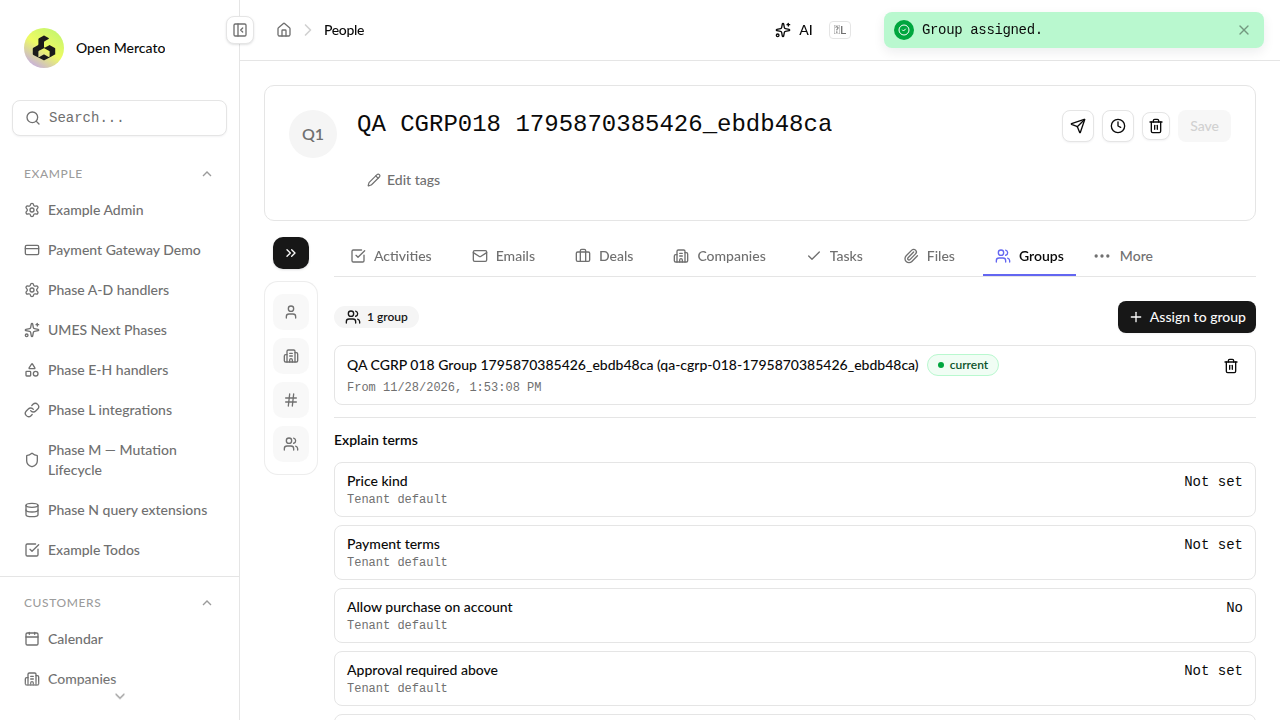 Open Mercato
People
AI
L
Group assigned.
Search...
EXAMPLE
Example Admin
Payment Gateway Demo
Phase A-D handlers
UMES Next Phases
Phase E-H handlers
Phase L integrations
Phase M — Mutation
Lifecycle
Phase N query extensions
Example Todos
CUSTOMERS
Calendar
Companies
Q1
QA CGRP018 1795870385426_ebdb48ca
Save
Edit tags
Activities
Emails
Deals
Companies
Tasks
Files
Groups
More
1 group
Assign to group
QA CGRP 018 Group 1795870385426_ebdb48ca (qa-cgrp-018-1795870385426_ebdb48ca)
current
From 11/28/2026, 1:53:08 PM
Explain terms
Price kind
Not set
Tenant default
Payment terms
Not set
Tenant default
Allow purchase on account
No
Tenant default
Approval required above
Not set
Tenant default